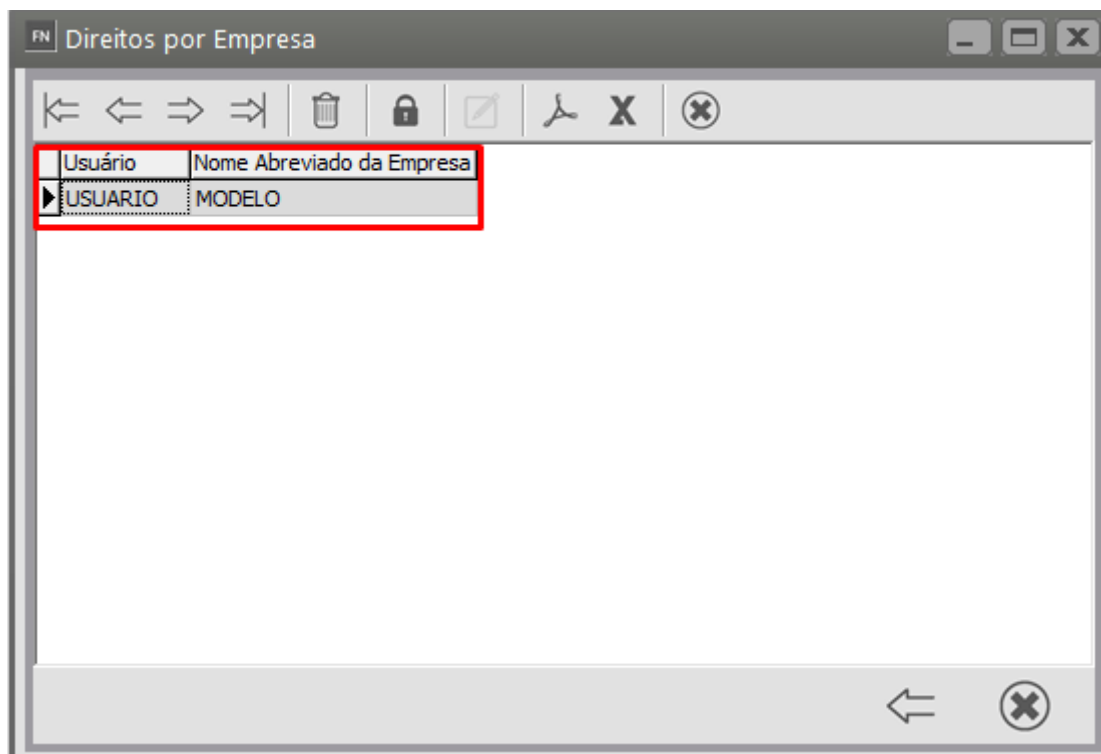 FN Direitos por Empresa
Usuário Nome Abreviado da Empresa
USUARIO MODELO